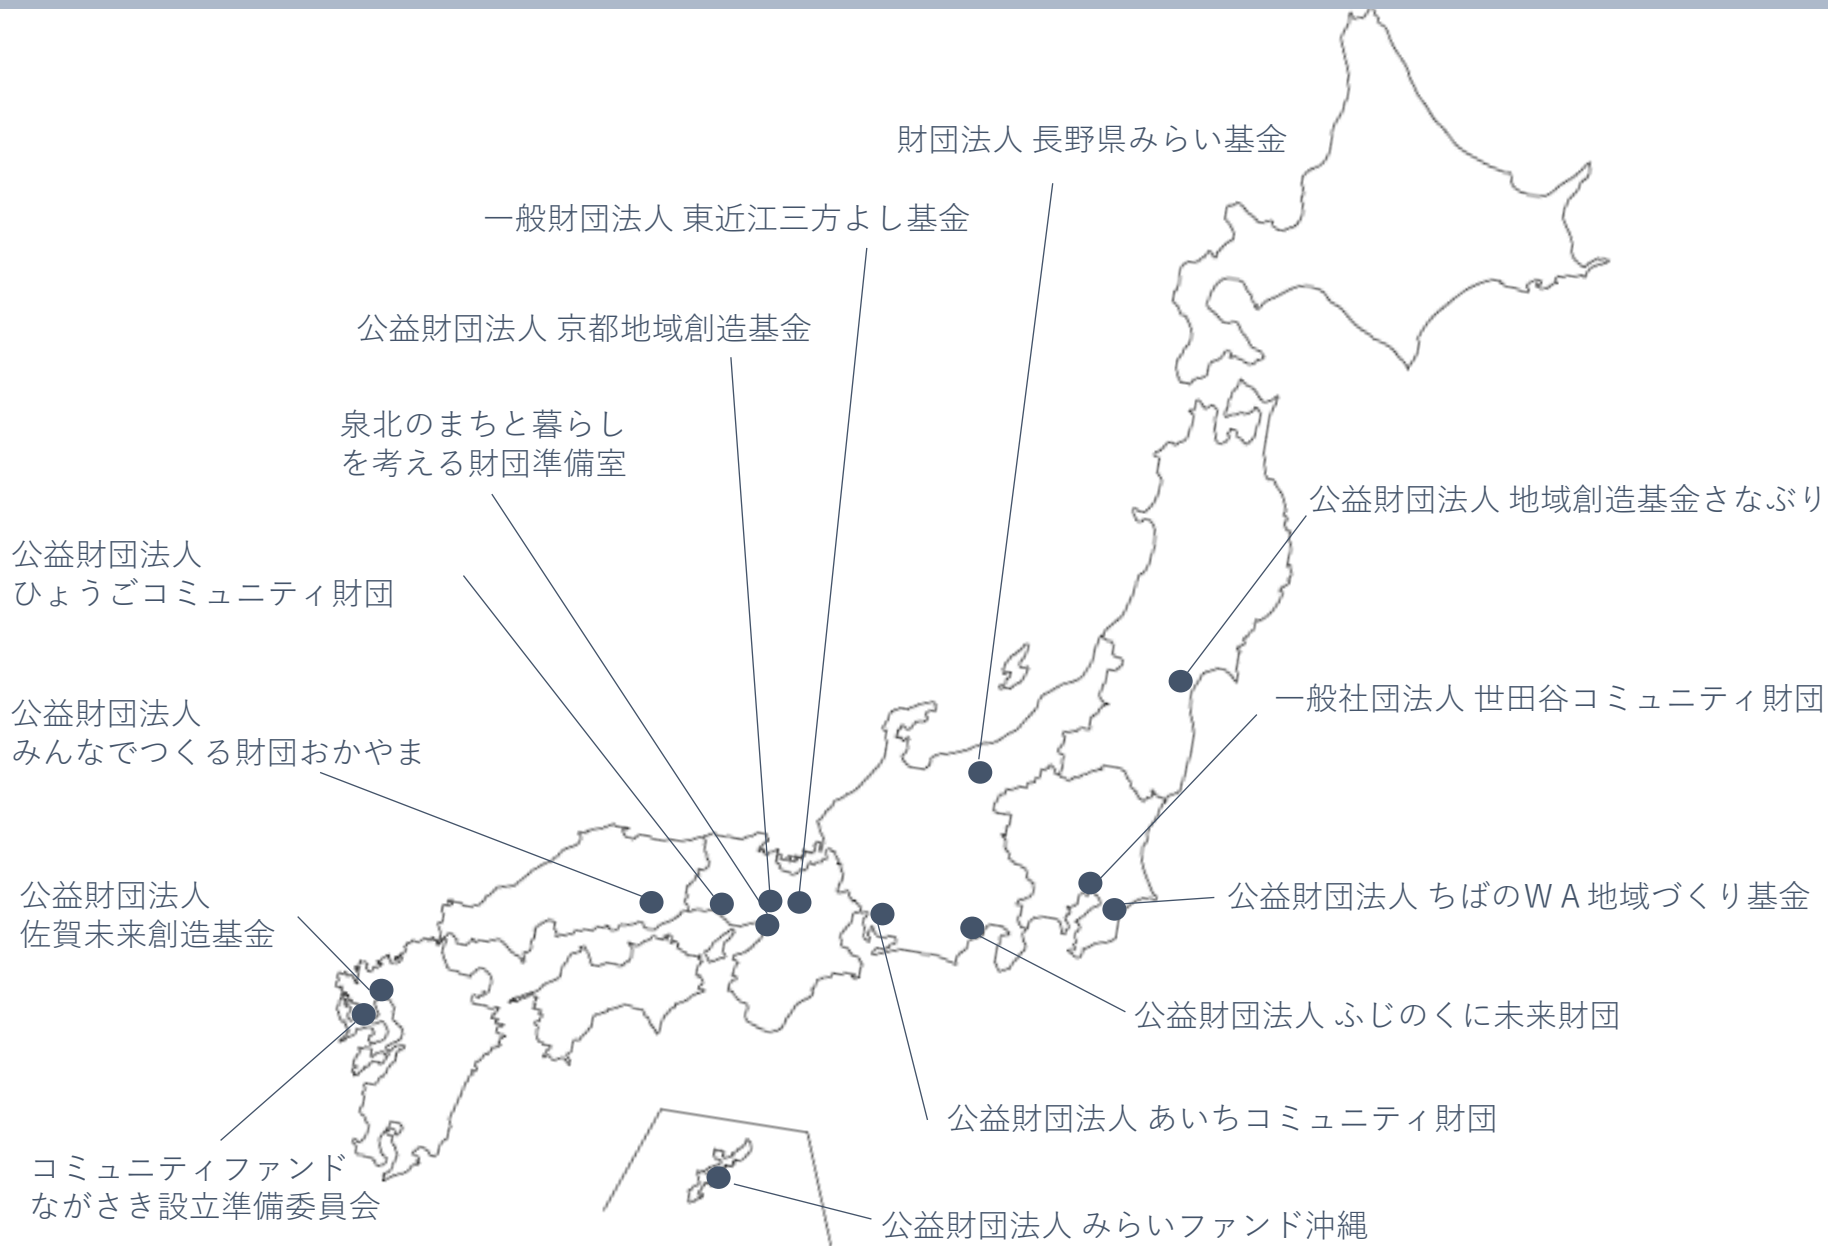 財団法人 長野県みらい基金
一般財団法人 東近江三方よし基金
公益財団法人 京都地域創造基金
泉北のまちと暮らし
を考える財団準備室
公益財団法人 地域創造基金さなぶり
公益財団法人
ひょうごコミュニティ財団
一般社団法人 世田谷コミュニティ財団
公益財団法人
みんなでつくる財団おかやま
公益財団法人 ちばのＷＡ地域づくり基金
公益財団法人
佐賀未来創造基金
公益財団法人 ふじのくに未来財団
公益財団法人 あいちコミュニティ財団
コミュニティファンド
ながさき設立準備委員会
公益財団法人 みらいファンド沖縄